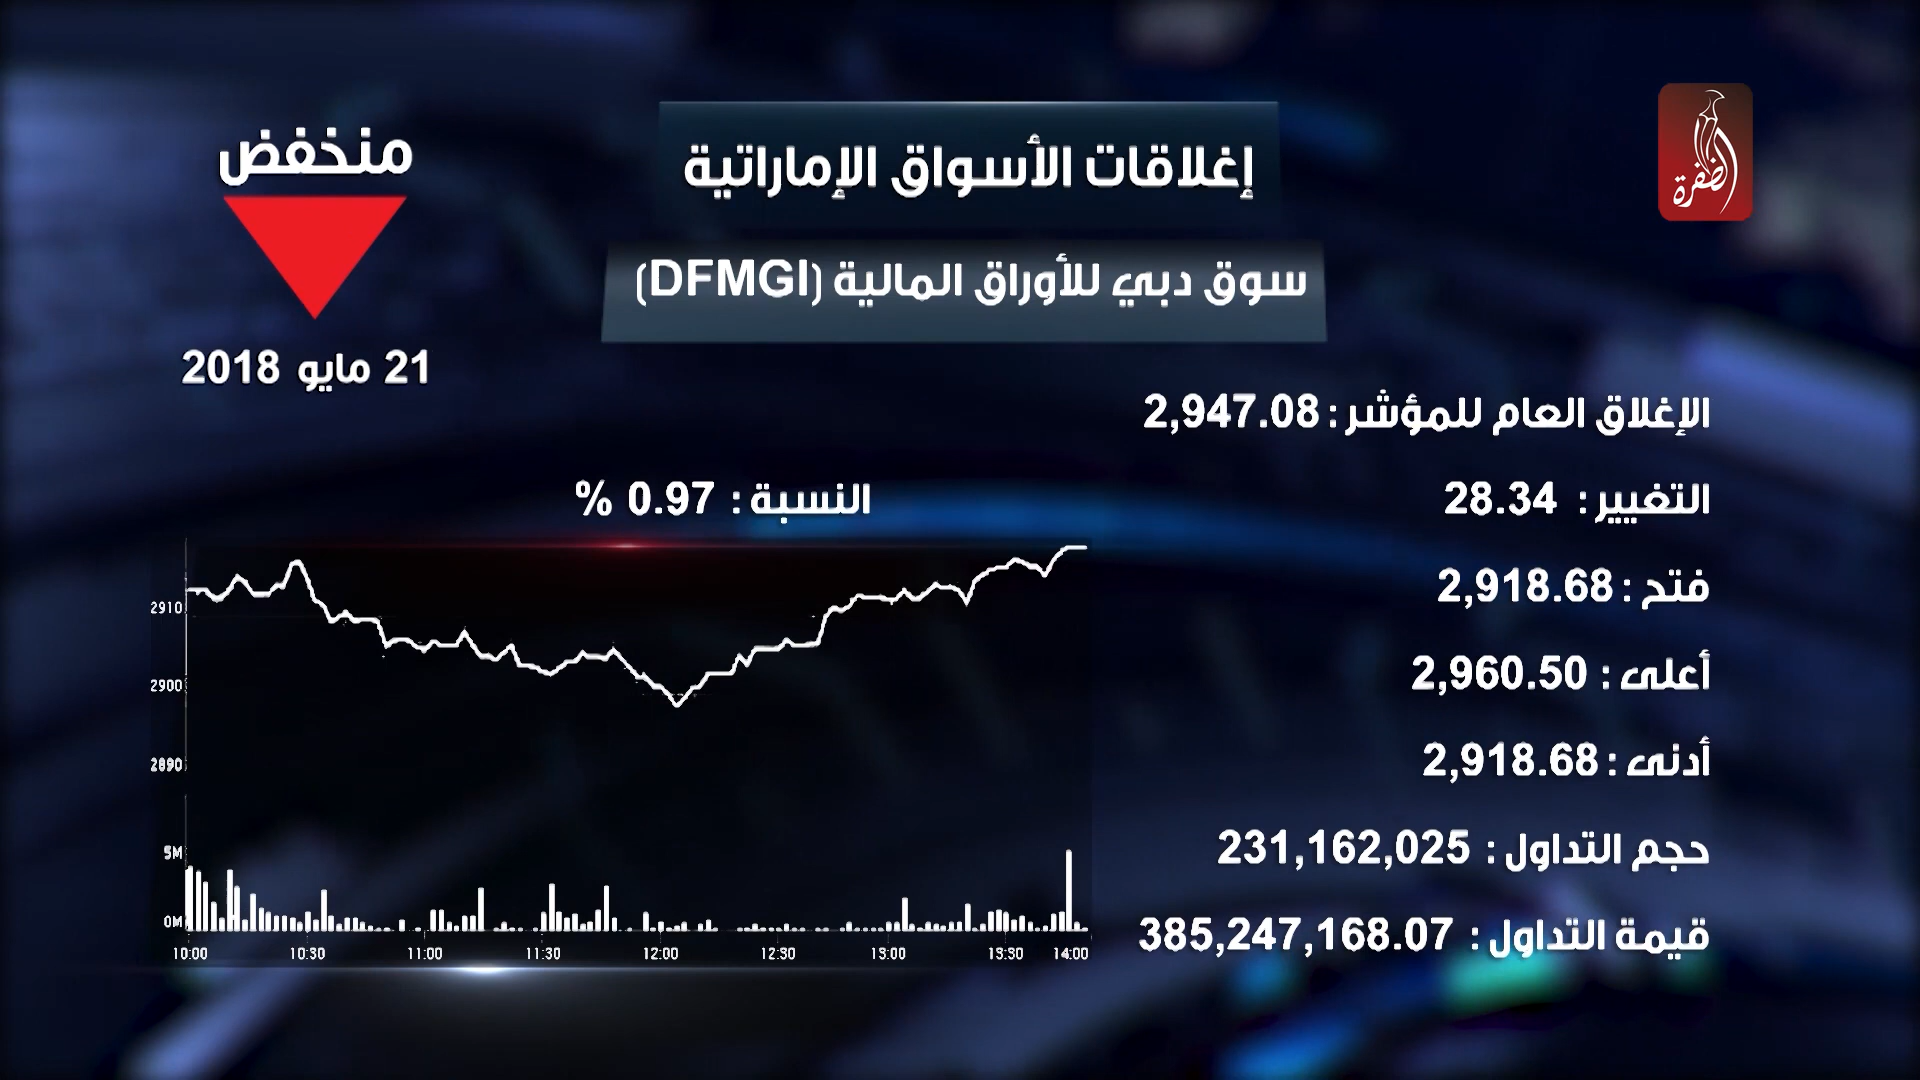 إغلاقات الأسواق الإماراتية
الظفرة
منخفض
سوق دبي للأوراق المالية (DFMGI)
21 مايو 2018
الإغلاق العام للمؤشر : 2,947.08
التغيير : 28.34
النسبة : 0.97 %
فتح : 2,918.68
أعلى : 2,960.50
أدنى : 2,918.68
حجم التداول : 231,162,025
قيمة التداول : 385,247,168.07
2910
2900
2890
5M
0M
10:00 10:30 11:00 11:30 12:00 12:30 13:00 13:30 14:00